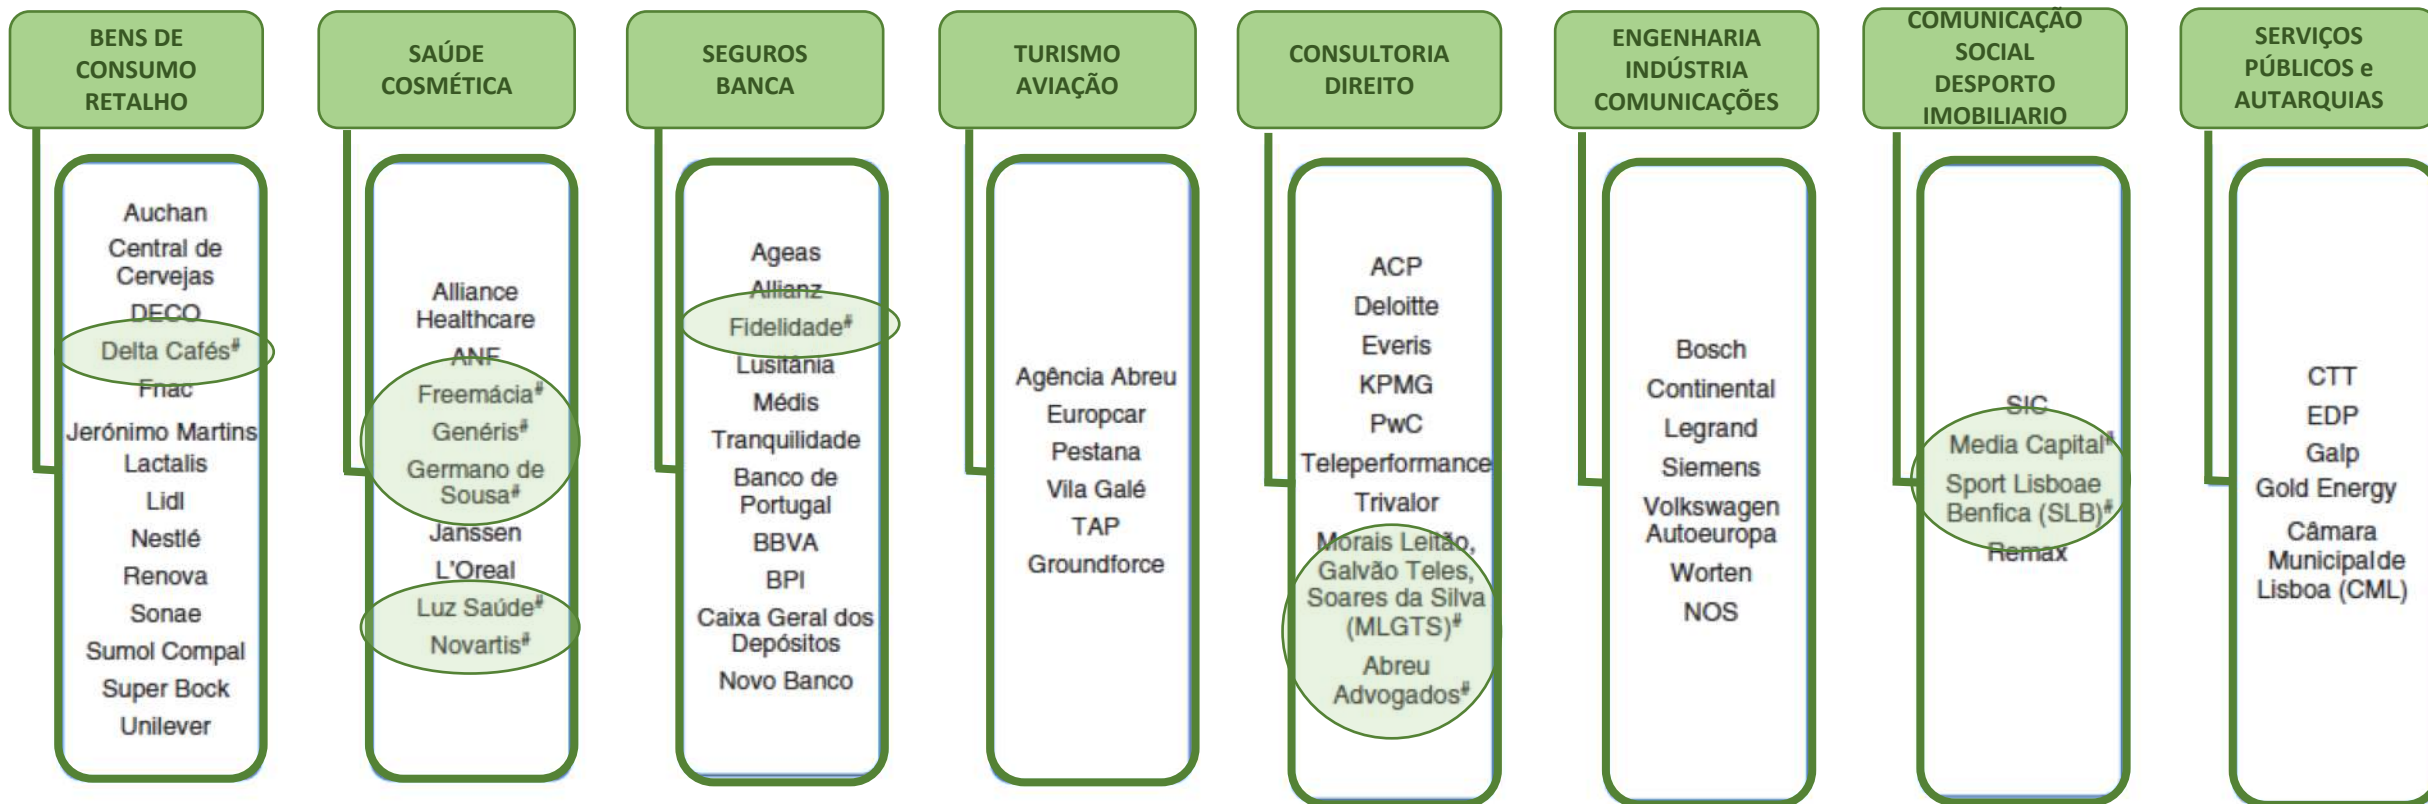 BENS DE
CONSUMO
RETALHO
Auchan
Central de
Cervejas
DECO
Delta Cafés#
Fnac
Jerónimo Martins
Lactalis
Lidl
Nestlé
Renova
Sonae
Sumol Compal
Super Bock
Unilever
SAÚDE
COSMÉTICA
Alliance
Healthcare
ANF
Freemácia#
Genéris#
Germano de
Sousa#
Janssen
L'Oreal
Luz Saúde#
Novartis#
SEGUROS
BANCA
Ageas
Allianz
Fidelidade#
Lusitânia
Médis
Tranquilidade
Banco de
Portugal
BBVA
BPI
Caixa Geral dos
Depósitos
Novo Banco
TURISMO
AVIAÇÃO
Agência Abreu
Europcar
Pestana
Vila Galé
TAP
Groundforce
CONSULTORIA
DIREITO
ACP
Deloitte
Everis
KPMG
PwC
Teleperformance
Trivalor
Morais Leitão,
Galvão Teles,
Soares da Silva
(MLGTS)#
Abreu
Advogados#
ENGENHARIA
INDÚSTRIA
COMUNICAÇÕES
Bosch
Continental
Legrand
Siemens
Volkswagen
Autoeuropa
Worten
NOS
COMUNICAÇÃO
SOCIAL
DESPORTO
IMOBILIARIO
SIC
Media Capital#
Sport Lisboae
Benfica (SLB)#
Remax
SERVIÇOS
PÚBLICOS e
AUTARQUIAS
CTT
EDP
Galp
Gold Energy
Câmara
Municipalde
Lisboa (CML)